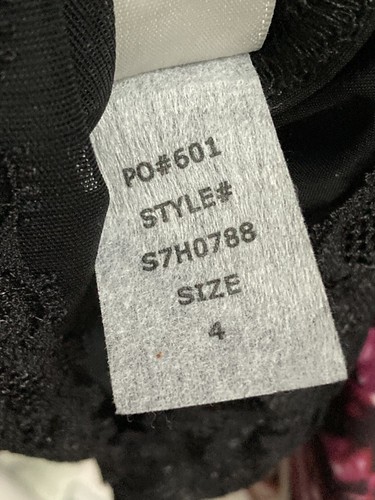 PO#601
STYLE#
S7H0788
SIZE
4